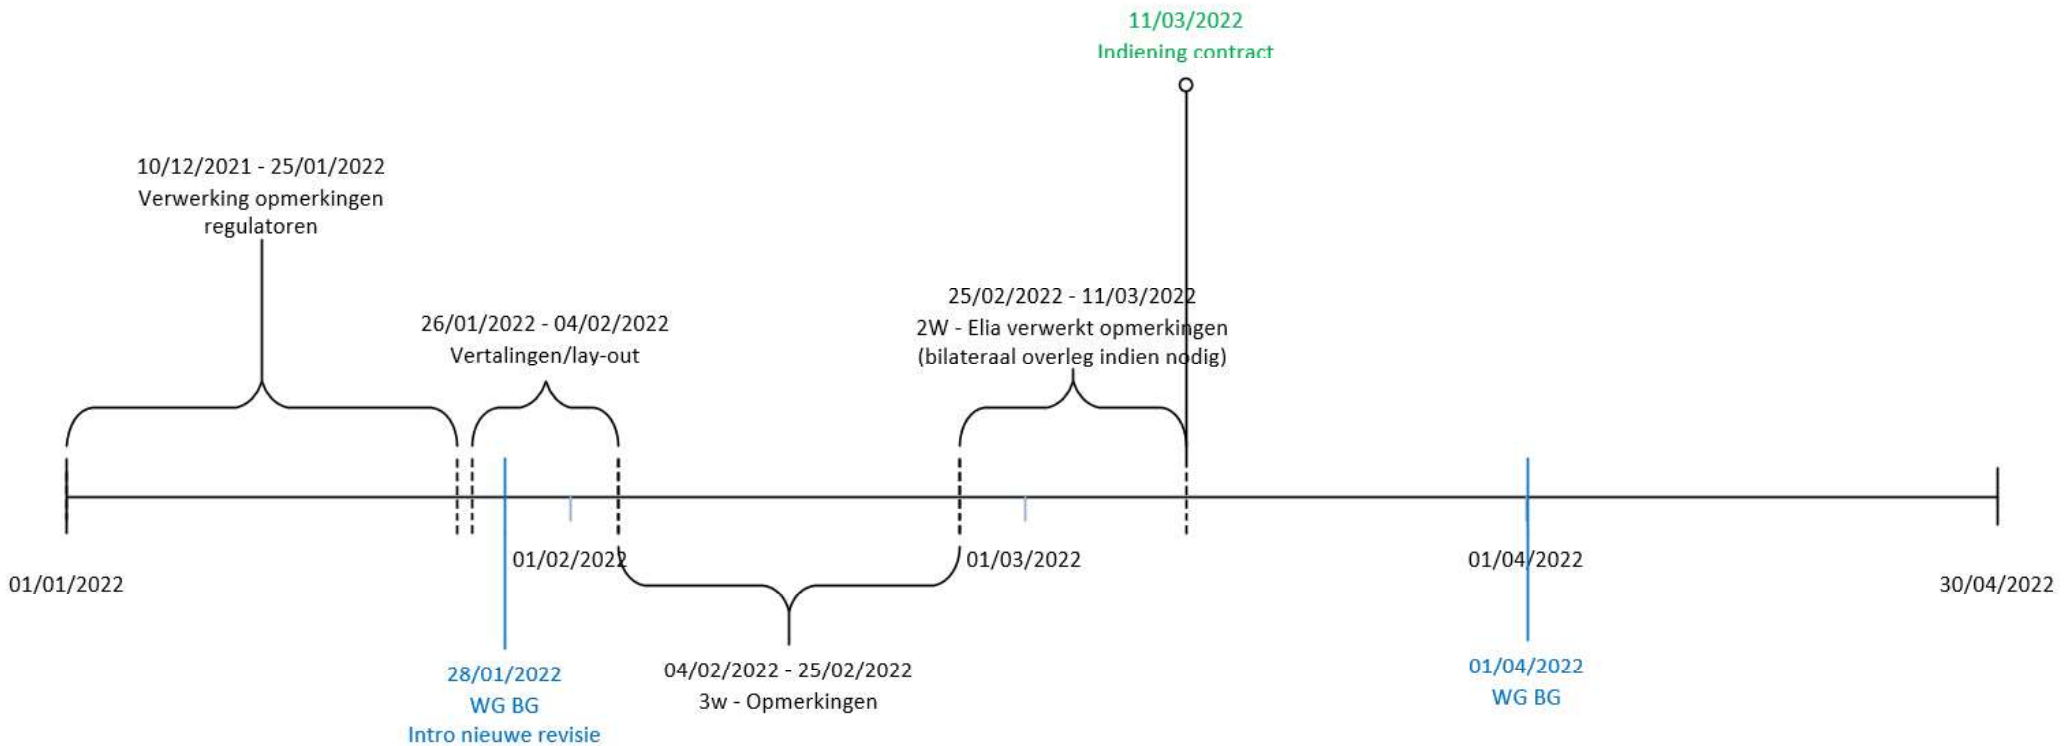 11/03/2022
Indiening contract
10/12/2021 - 25/01/2022
Verwerking opmerkingen
regulatoren
26/01/2022 - 04/02/2022
Vertalingen/lay-out
25/02/2022 - 11/03/2022
2W - Elia verwerkt opmerkingen
(bilateraal overleg indien nodig)
01/01/2022
01/02/2022
01/03/2022
01/04/2022
30/04/2022
28/01/2022
WG BG
Intro nieuwe revisie
04/02/2022 - 25/02/2022
3w - Opmerkingen
01/04/2022
WG BG